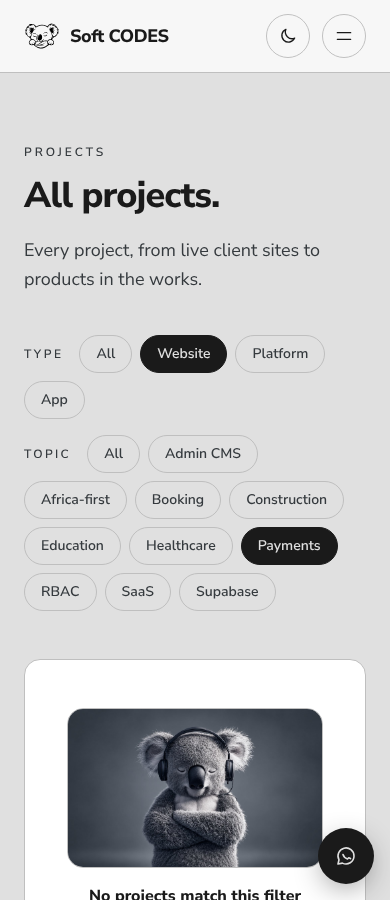 Soft CODES
PROJECTS
All projects.
Every project, from live client sites to
products in the works.
TYPE All Website Platform
App
TOPIC All Admin CMS
Africa-first Booking Construction
Education Healthcare Payments
RBAC SaaS Supabase
No projects match this filter